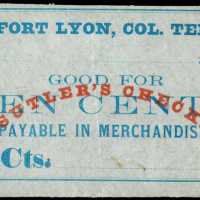 FORT LYON, COL. TE
GOOD FOR
EN CENT
SUTLER'S CHECK
PAYABLE IN MERCHANDIS
Cts.